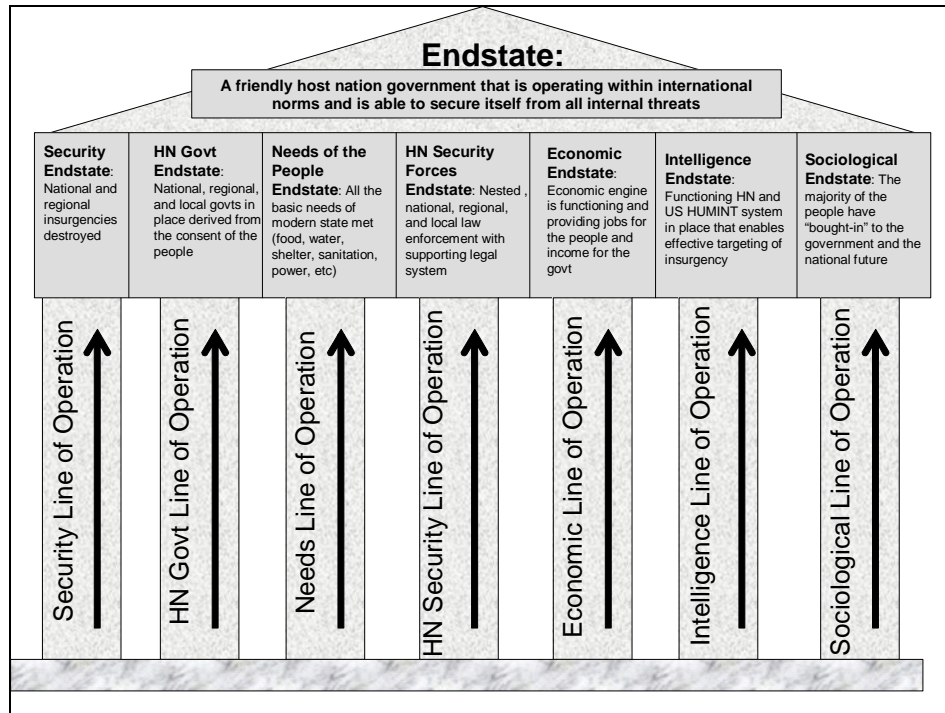 Endstate:
A friendly host nation government that is operating within international
norms and is able to secure itself from all internal threats
Security
Endstate:
National and
regional
insurgencies
destroyed
HN Govt
Endstate:
National, regional,
and local govts in
place derived from
the consent of the
people
Needs of the
People
Endstate: All the
basic needs of
modern state met
(food, water,
shelter, sanitation,
power, etc)
HN Security
Forces
Endstate: Nested ,
national, regional,
and local law
enforcement with
supporting legal
system
Economic
Endstate:
Economic engine
is functioning and
providing jobs for
the people and
income for the
govt
Intelligence
Endstate:
Functioning HN and
US HUMINT system
in place that enables
effective targeting of
insurgency
Sociological
Endstate: The
majority of the
people have
“bought-in” to the
government and the
national future
Security Line of Operation
HN Govt Line of Operation
Needs Line of Operation
HN Security Line of Operation
Economic Line of Operation
Intelligence Line of Operation
Sociological Line of Operation